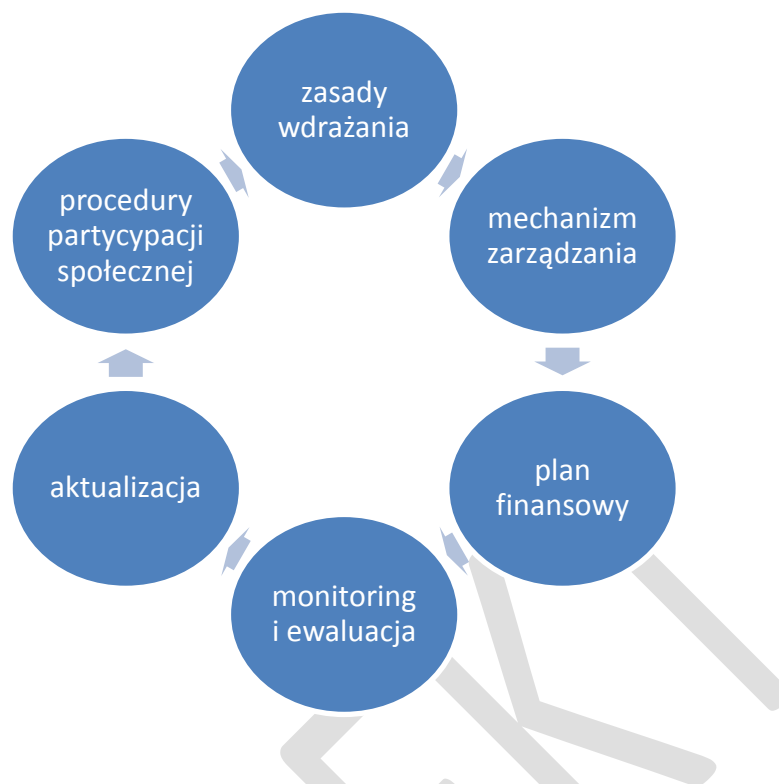 zasady
wdrażania
mechanizm
zarządzania
plan
finansowy
monitoring
i ewaluacja
aktualizacja
procedury
partycypacji
społecznej